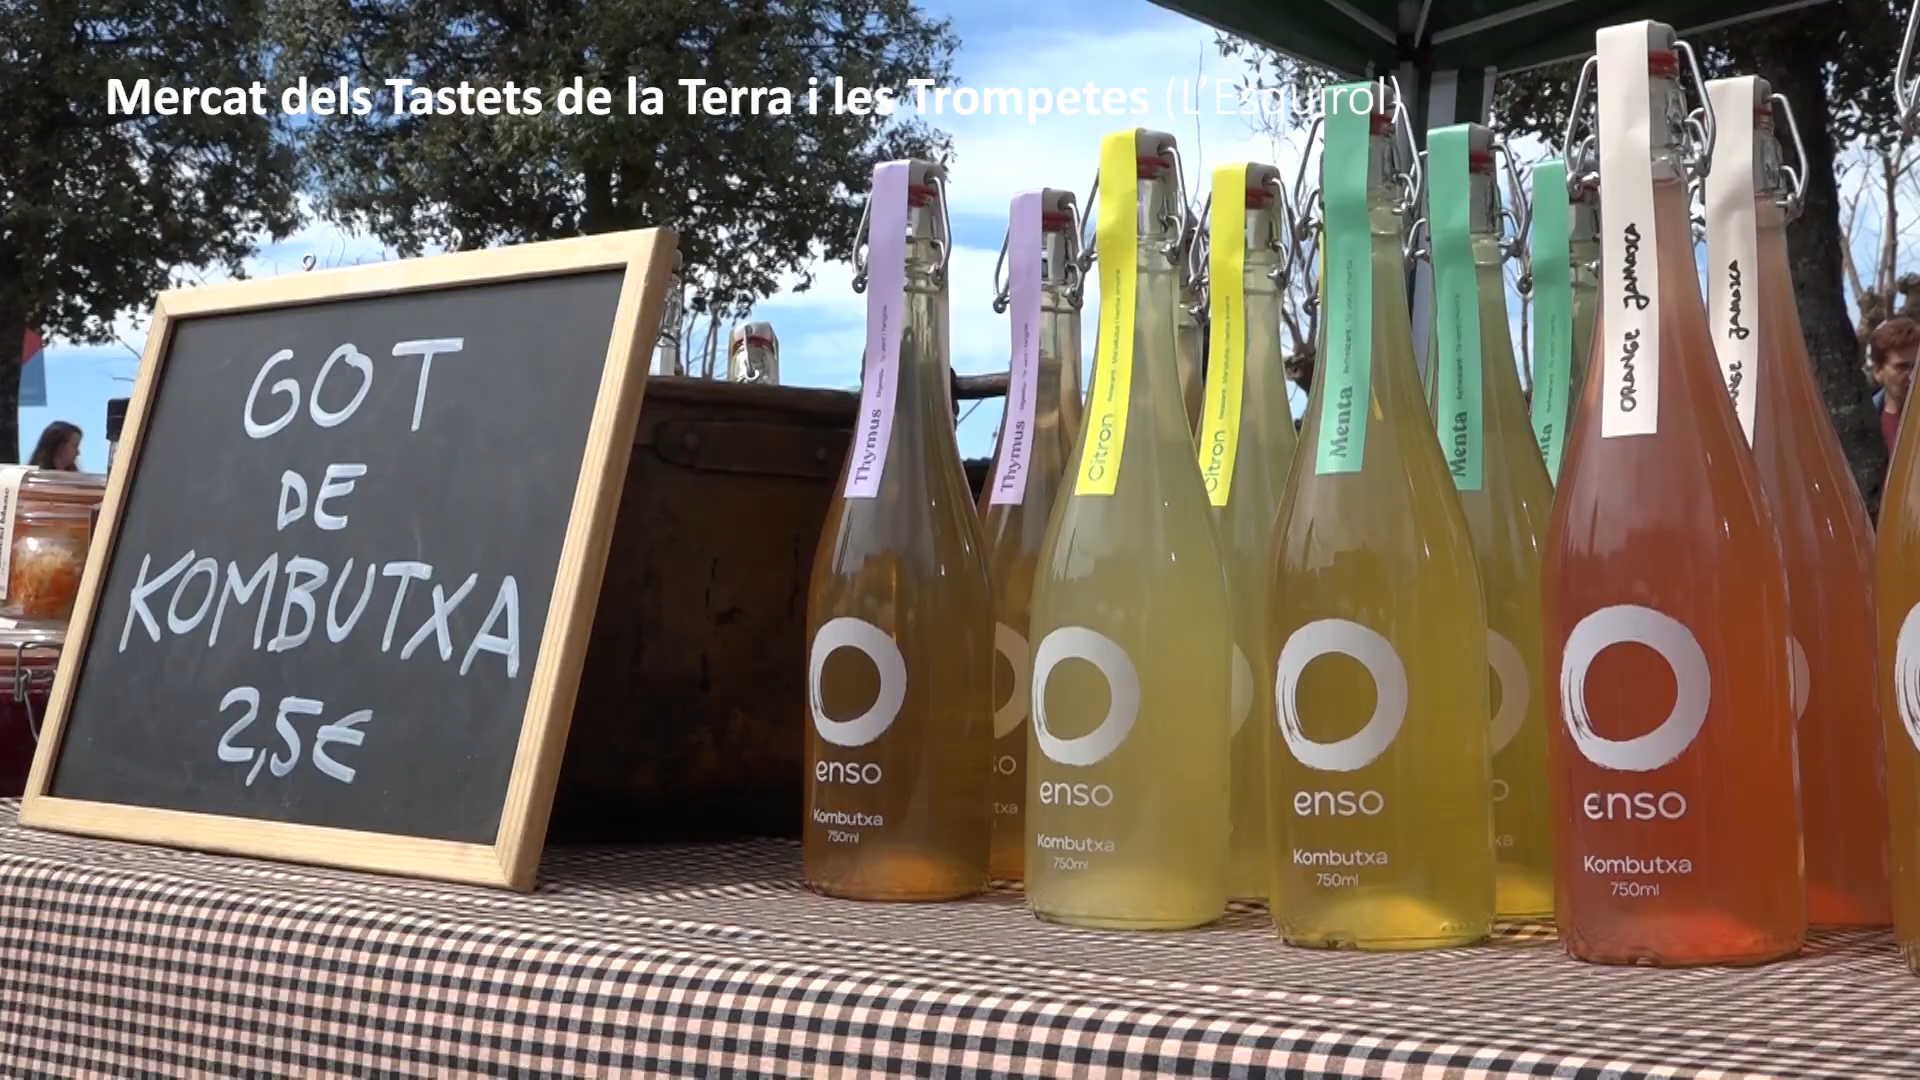 Mercat dels Tastets de la Terra i les Trompetes (L'Esquirol)
GOT
DE
KOMBUTXA
2,5€
Thymus
Thymus
Citron
Citron
Menta
Menta
ORANGE JAMAICA
JAMAICA
enso
Kombutxa
750ml
enso
Kombutxa
750ml
enso
Kombutxa
750ml
enso
Kombutxa
750ml